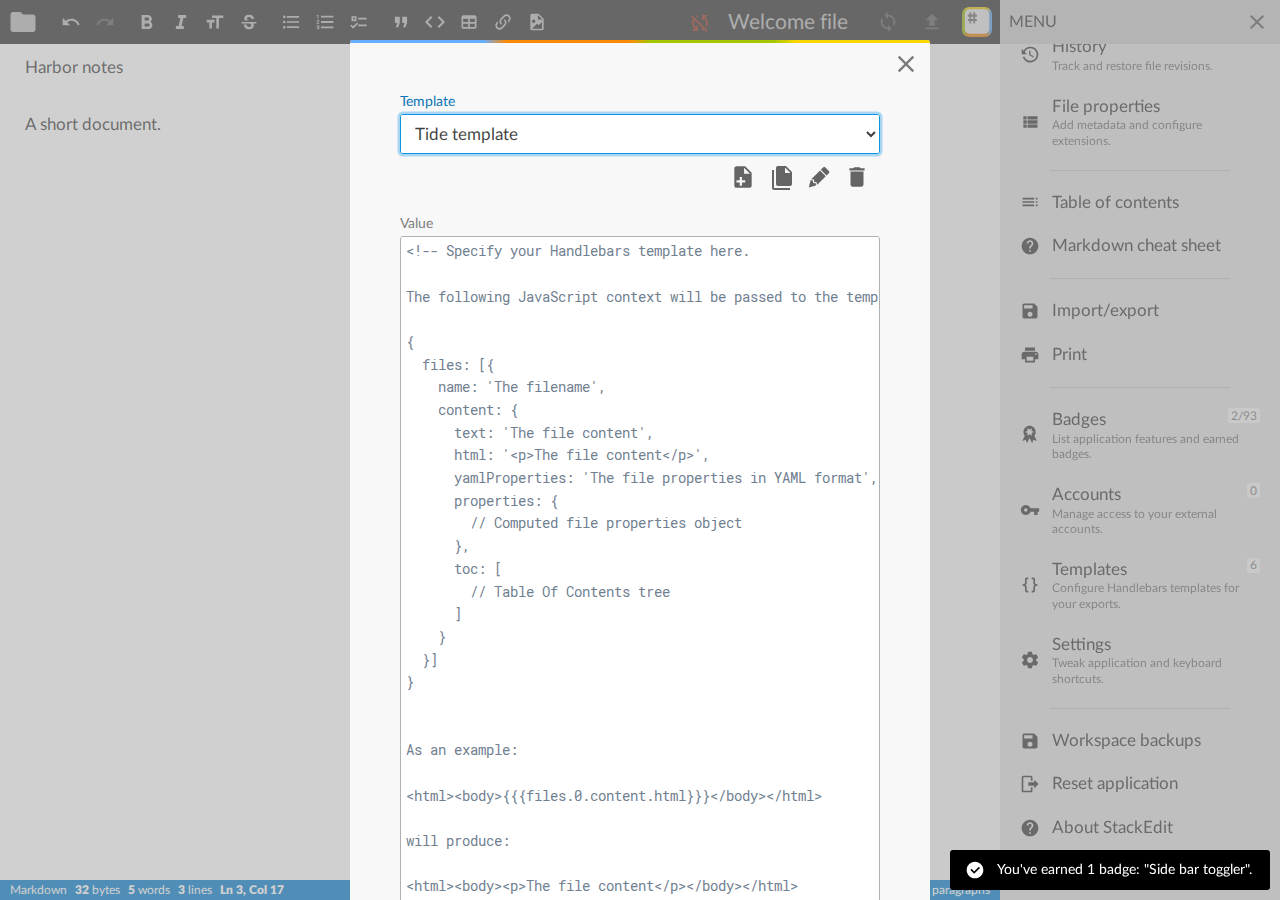 Welcome file
MENU
Harbor notes
A short document.
Template
Tide template
Value
<!-- Specify your Handlebars template here.
The following JavaScript context will be passed to the temp
{
  files: [{
    name: 'The filename',
    content: {
      text: 'The file content',
      html: '<p>The file content</p>',
      yamlProperties: 'The file properties in YAML format',
      properties: {
        // Computed file properties object
      },
      toc: [
        // Table Of Contents tree
      ]
    }
  }]
}
As an example:
<html><body>{{{files.0.content.html}}}</body></html>
will produce:
<html><body><p>The file content</p></body></html>
History
Track and restore file revisions.
File properties
Add metadata and configure
extensions.
Table of contents
Markdown cheat sheet
Import/export
Print
Badges 2/93
List application features and earned
badges.
Accounts 0
Manage access to your external
accounts.
Templates 6
Configure Handlebars templates for
your exports.
Settings
Tweak application and keyboard
shortcuts.
Workspace backups
Reset application
About StackEdit
You've earned 1 badge: "Side bar toggler".
Markdown 32 bytes 5 words 3 lines Ln 3, Col 17
paragraphs